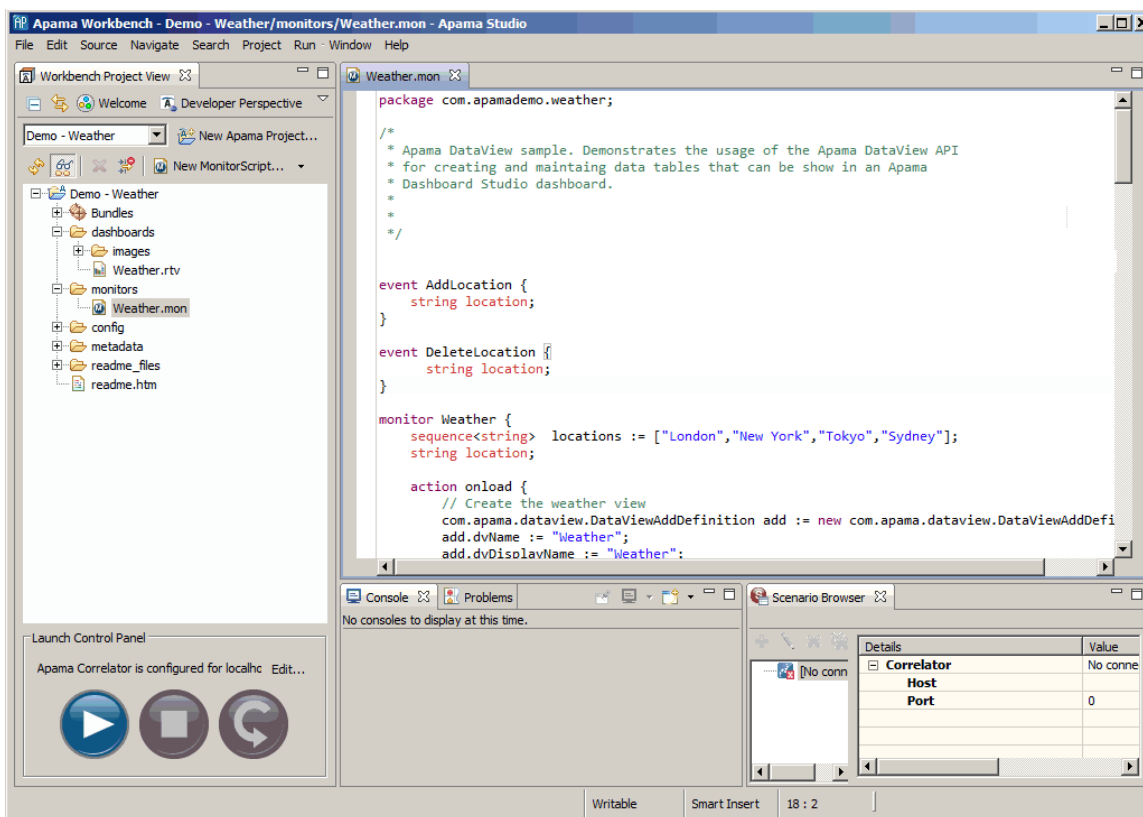 Apama Workbench - Demo - Weather/monitors/Weather.mon - Apama Studio
File Edit Source Navigate Search Project Run Window Help
Workbench Project View
Welcome Developer Perspective
Demo - Weather New Apama Project...
New MonitorScript...
Demo - Weather
Bundles
dashboards
images
Weather.rtv
monitors
Weather.mon
config
metadata
readme_files
readme.htm
Launch Control Panel
Apama Correlator is configured for localhc Edit...
Weather.mon
package com.apamademo.weather;
/*
* Apama DataView sample. Demonstrates the usage of the Apama DataView API
* for creating and maintaing data tables that can be show in an Apama
* Dashboard Studio dashboard.
*
*
*/
event AddLocation {
string location;
}
event DeleteLocation {
string location;
}
monitor Weather {
sequence<string> locations := ["London","New York","Tokyo","Sydney"];
string location;
action onload {
// Create the weather view
com.apama.dataview.DataViewAddDefinition add := new com.apama.dataview.DataViewAddDefi
add.dvName := "Weather";
add.dvDisplayName := "Weather";
Console Problems
No consoles to display at this time.
Scenario Browser
[No conn
Details Value
Correlator No conne
Host
Port 0
Writable Smart Insert 18 : 2